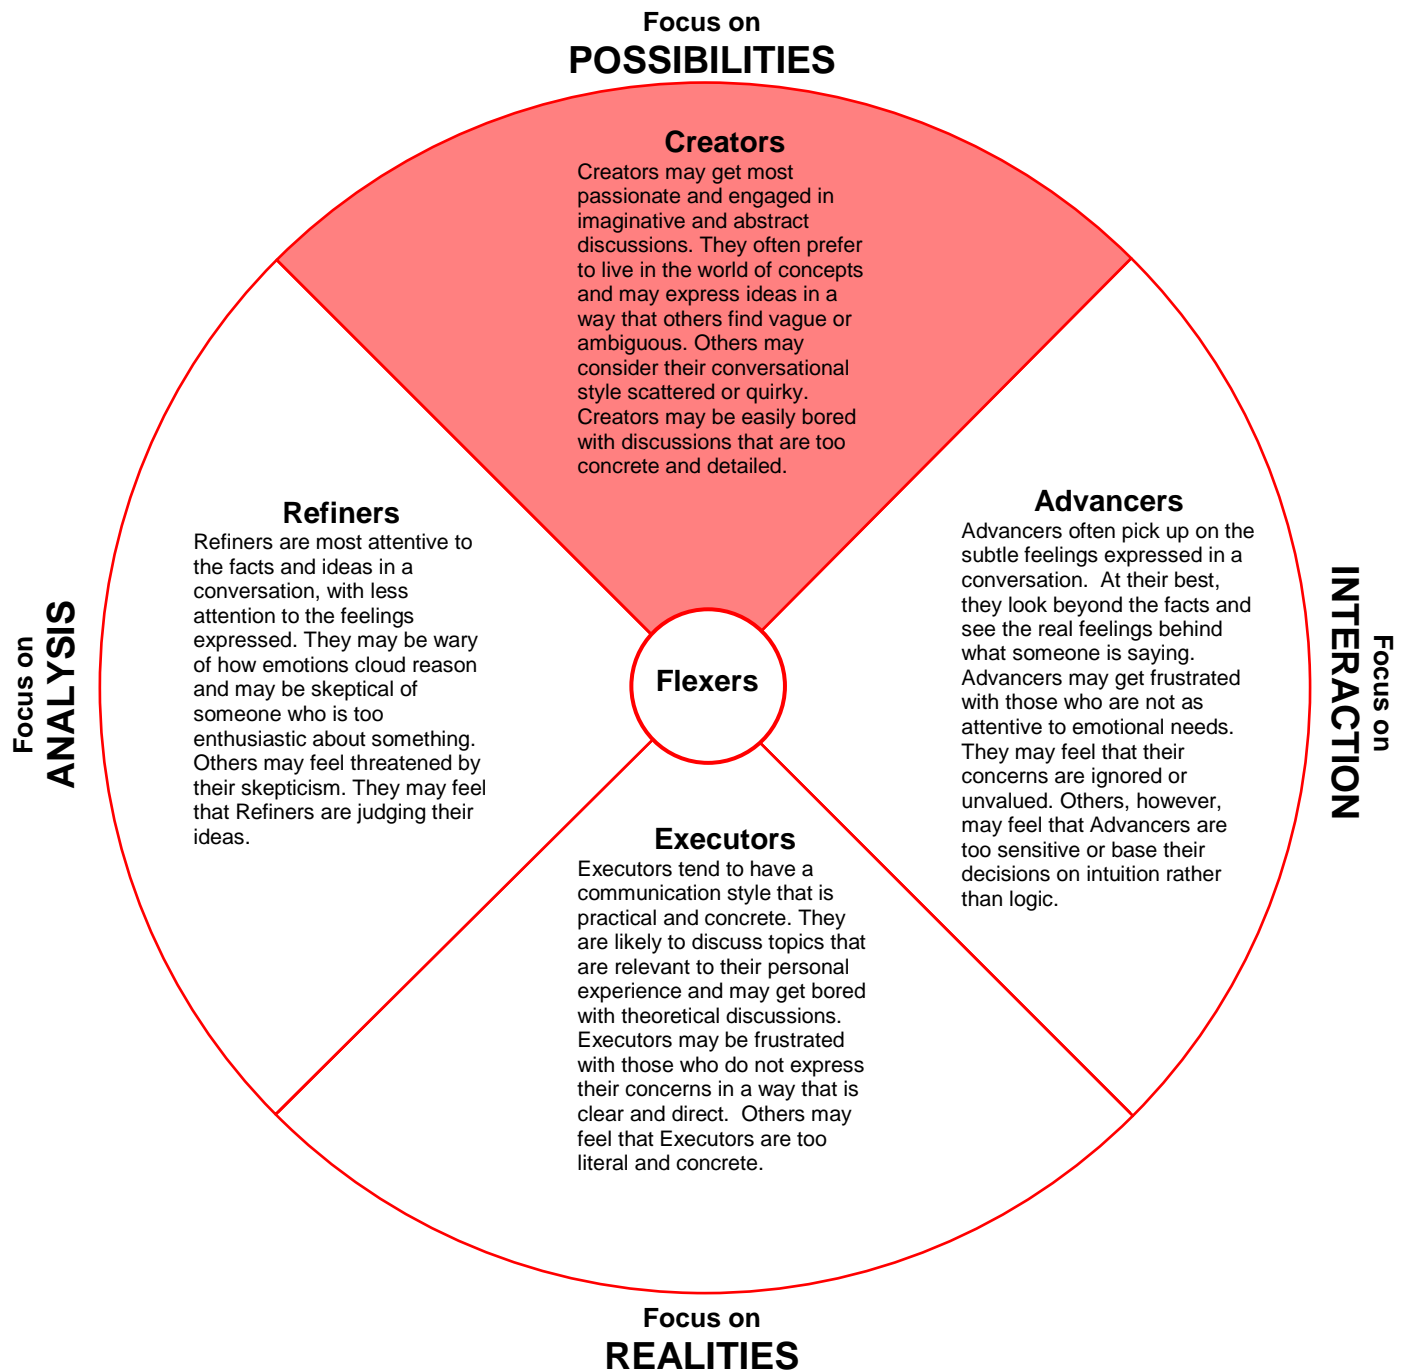 Focus on
POSSIBILITIES
Creators
Creators may get most
passionate and engaged in
imaginative and abstract
discussions. They often prefer
to live in the world of concepts
and may express ideas in a
way that others find vague or
ambiguous. Others may
consider their conversational
style scattered or quirky.
Creators may be easily bored
with discussions that are too
concrete and detailed.
Focus on
ANALYSIS
Refiners
Refiners are most attentive to
the facts and ideas in a
conversation, with less
attention to the feelings
expressed. They may be wary
of how emotions cloud reason
and may be skeptical of
someone who is too
enthusiastic about something.
Others may feel threatened by
their skepticism. They may feel
that Refiners are judging their
ideas.
Flexers
Advancers
Advancers often pick up on the
subtle feelings expressed in a
conversation.  At their best,
they look beyond the facts and
see the real feelings behind
what someone is saying.
Advancers may get frustrated
with those who are not as
attentive to emotional needs.
They may feel that their
concerns are ignored or
unvalued. Others, however,
may feel that Advancers are
too sensitive or base their
decisions on intuition rather
than logic.
Focus on
INTERACTION
Executors
Executors tend to have a
communication style that is
practical and concrete. They
are likely to discuss topics that
are relevant to their personal
experience and may get bored
with theoretical discussions.
Executors may be frustrated
with those who do not express
their concerns in a way that is
clear and direct.  Others may
feel that Executors are too
literal and concrete.
Focus on
REALITIES